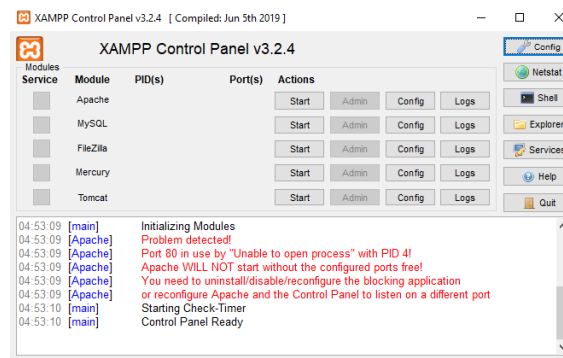 XAMPP Control Panel v3.2.4 [ Compiled: Jun 5th 2019 ]
XAMPP Control Panel v3.2.4
Config
Modules
Service Module PID(s) Port(s) Actions
Netstat
Apache Start Admin Config Logs
Shell
MySQL Start Admin Config Logs
Explorer
FileZilla Start Admin Config Logs
Services
Mercury Start Admin Config Logs
Help
Tomcat Start Admin Config Logs
Quit
04:53:09 [main] Initializing Modules
04:53:09 [Apache] Problem detected!
04:53:09 [Apache] Port 80 in use by "Unable to open process" with PID 4!
04:53:09 [Apache] Apache WILL NOT start without the configured ports free!
04:53:09 [Apache] You need to uninstall/disable/reconfigure the blocking application
04:53:09 [Apache] or reconfigure Apache and the Control Panel to listen on a different port
04:53:10 [main] Starting Check-Timer
04:53:10 [main] Control Panel Ready